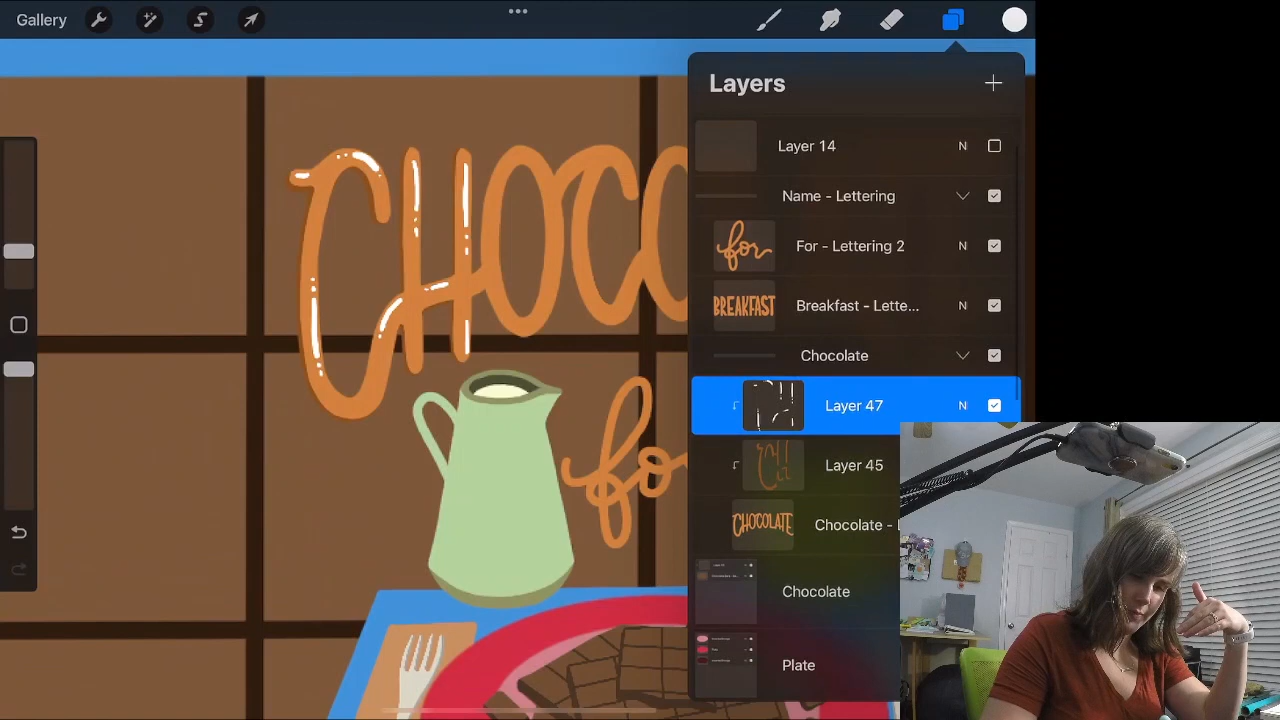 Gallery
Layers
Layer 14 N
Name - Lettering
for For - Lettering 2 N
BREAKFAST Breakfast - Lette... N
Chocolate
Layer 47 N
Layer 45
CHOCOLATE Chocolate -
Chocolate
Plate
CHOCO
for